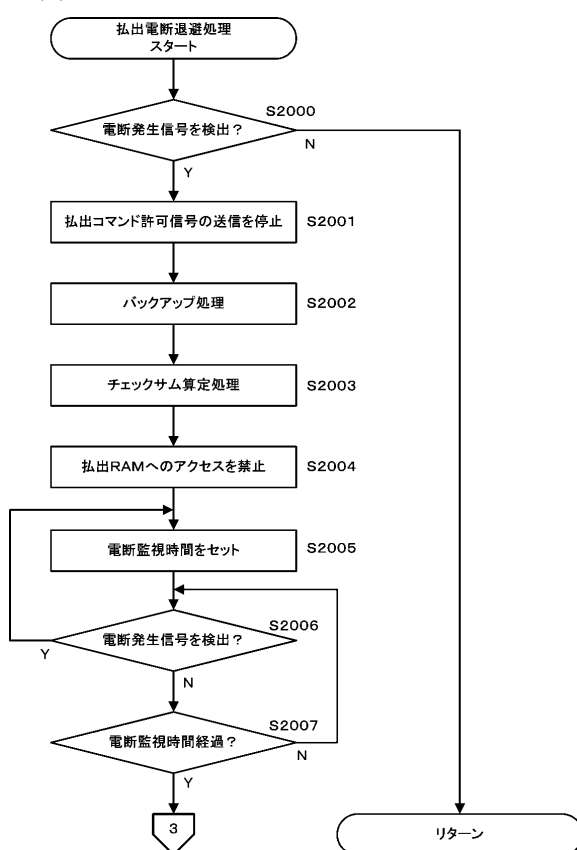 払出電断退避処理
スタート
電断発生信号を検出？
S2000
N
Y
払出コマンド許可信号の送信を停止
S2001
バックアップ処理
S2002
チェックサム算定処理
S2003
払出RAMへのアクセスを禁止
S2004
電断監視時間をセット
S2005
電断発生信号を検出？
S2006
Y
N
電断監視時間経過？
S2007
N
Y
3
リターン